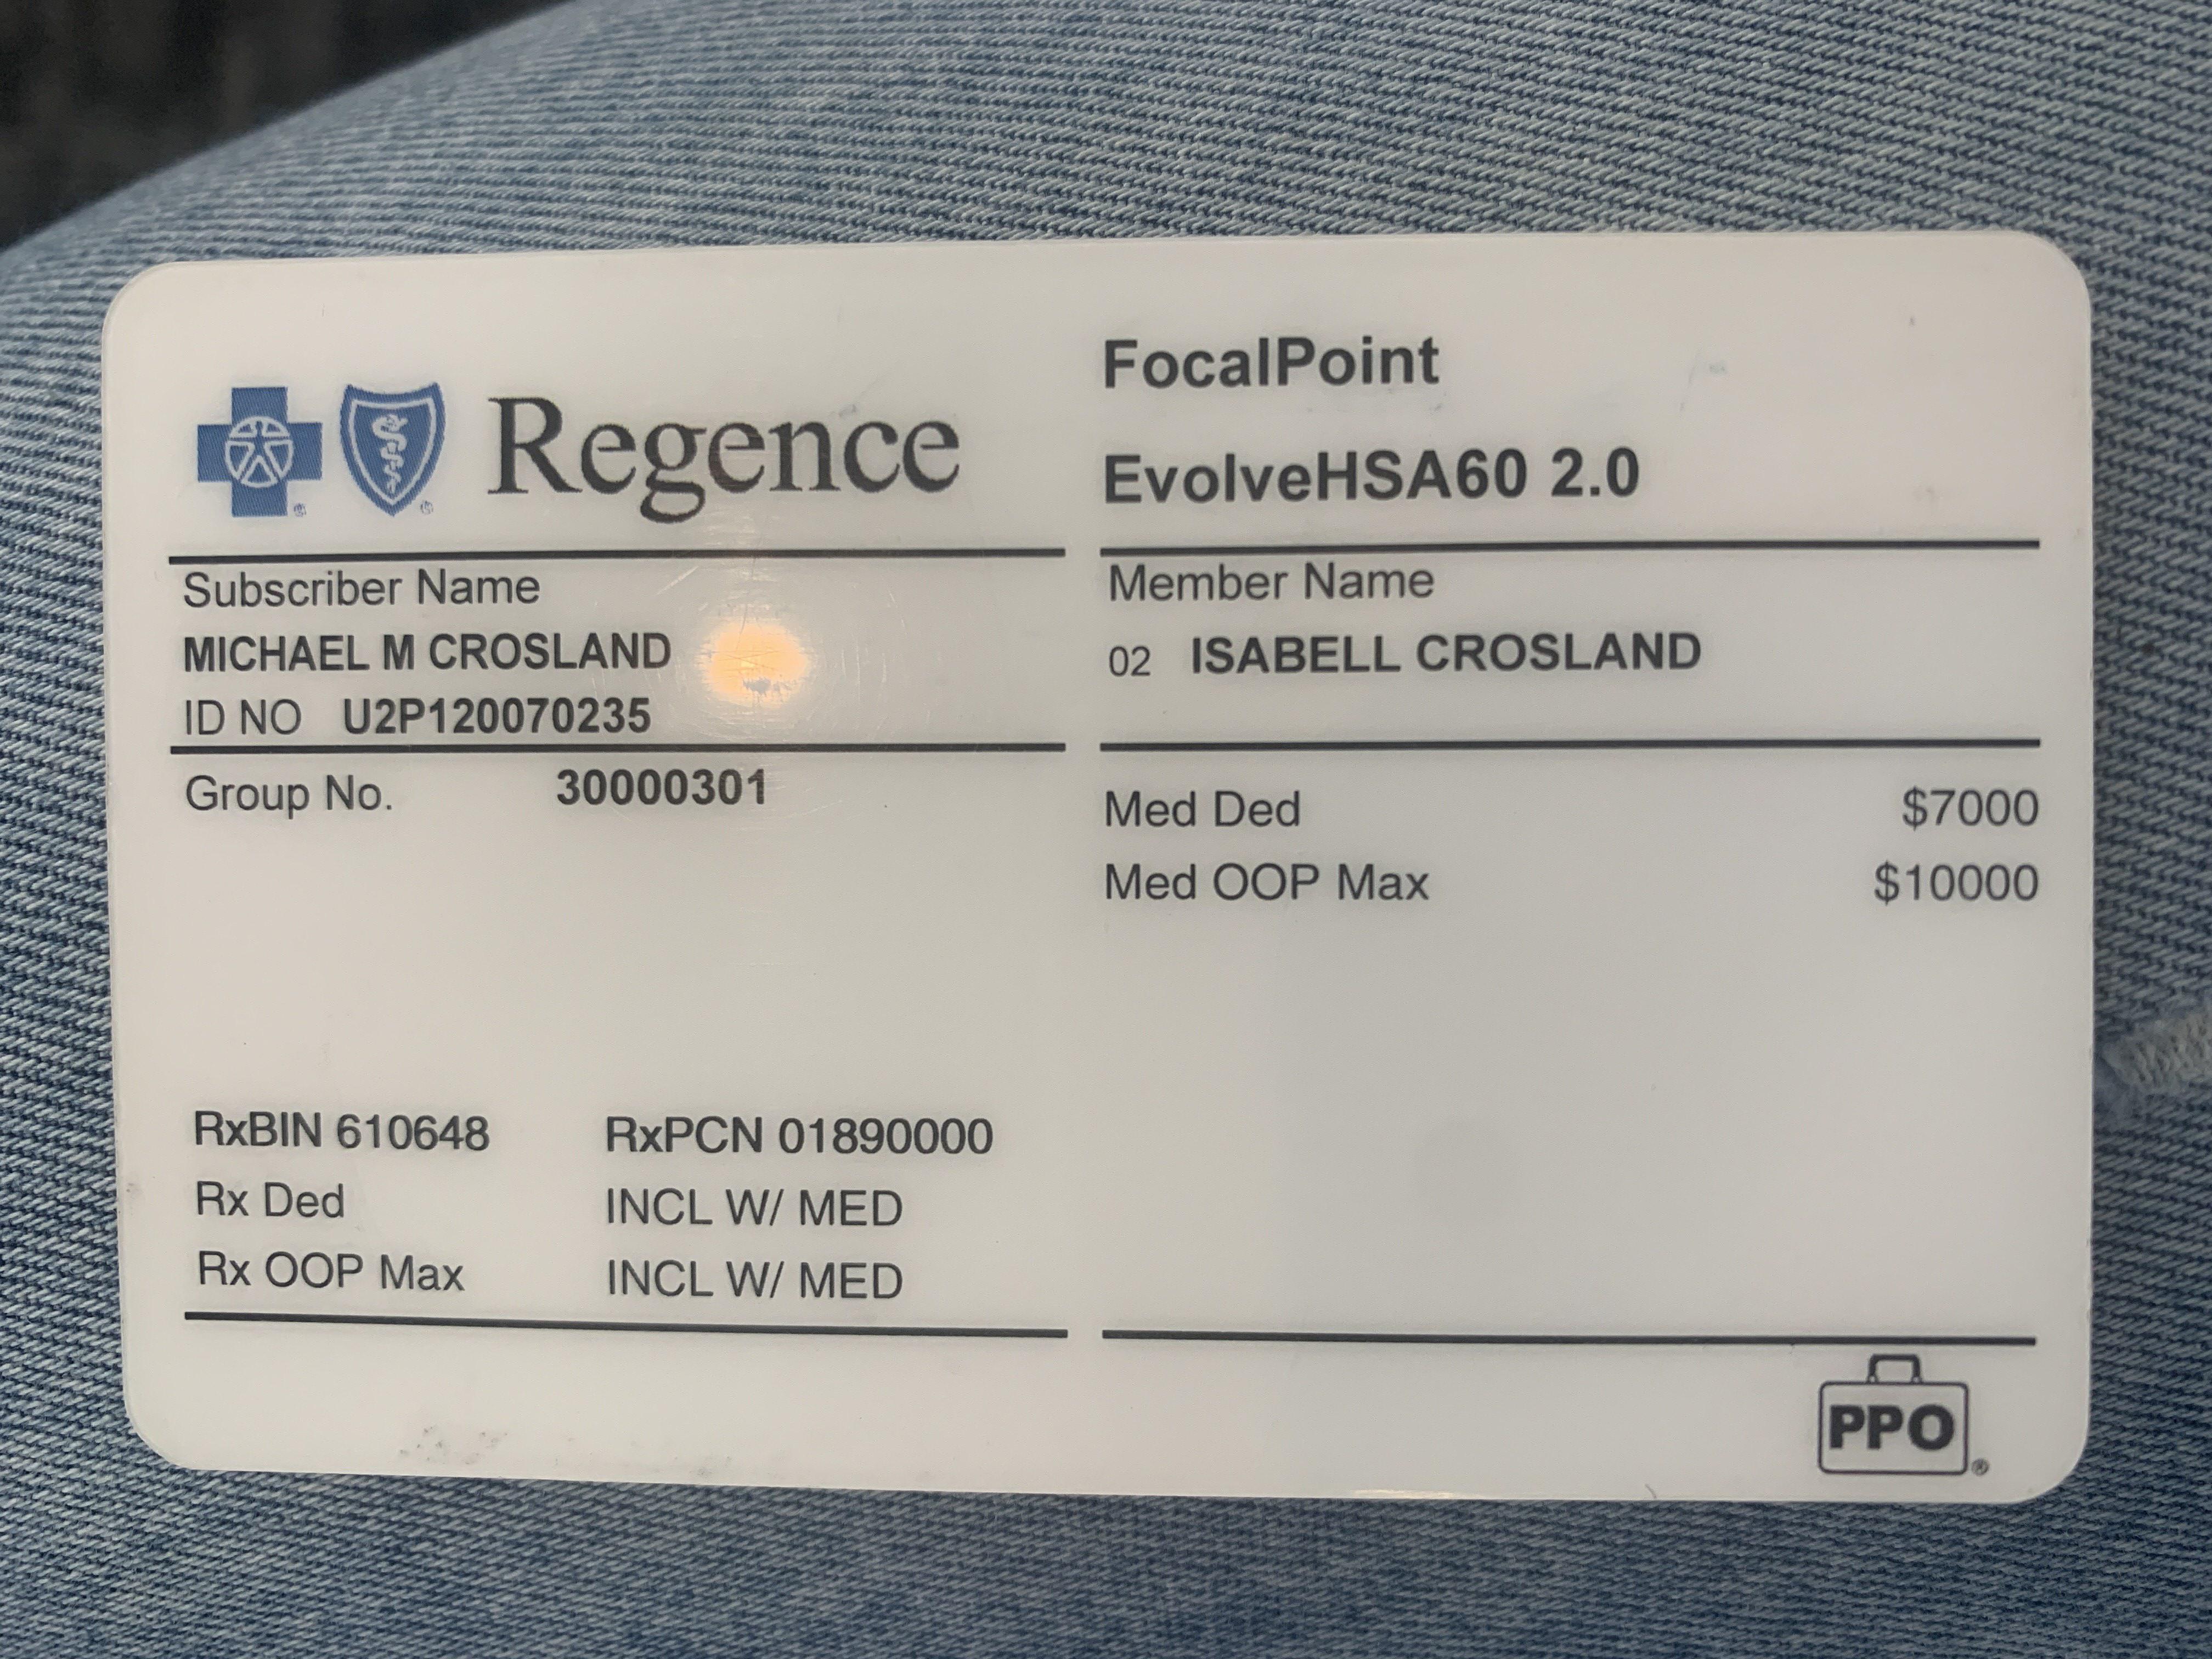 Regence
FocalPoint
EvolveHSA60 2.0
Subscriber Name
MICHAEL M CROSLAND
ID NO U2P120070235
Member Name
02 ISABELL CROSLAND
Group No. 30000301
Med Ded $7000
Med OOP Max $10000
RxBIN 610648 RxPCN 01890000
Rx Ded INCL W/ MED
Rx OOP Max INCL W/ MED
PPO®